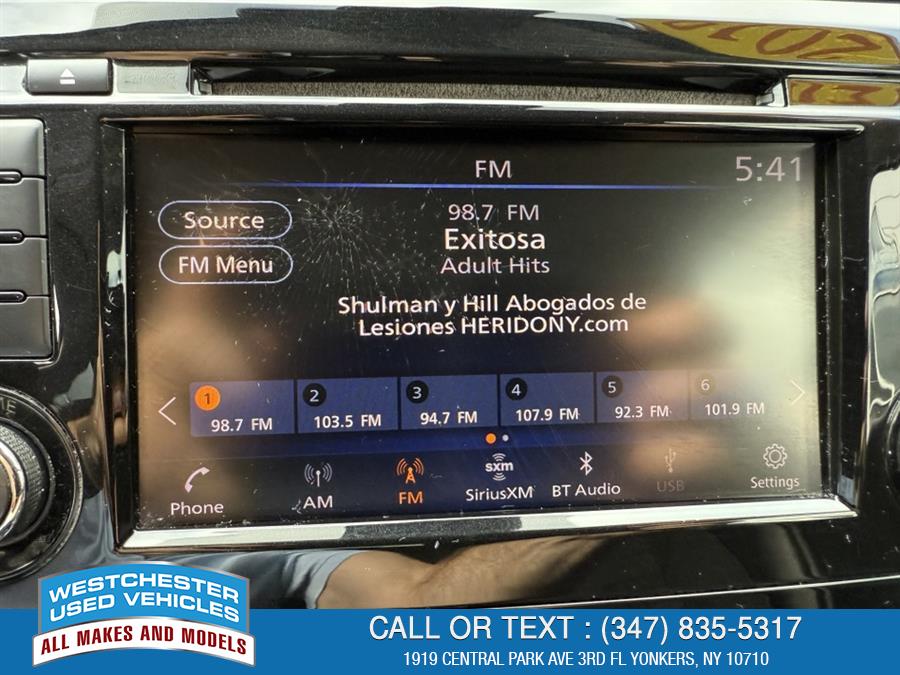 FM
5:41
Source
98.7 FM
Exitosa
FM Menu
Adult Hits
Shulman y Hill Abogados de
Lesiones HERIDONY.com
1
98.7 FM
2
103.5 FM
3
94.7 FM
4
107.9 FM
5
92.3 FM
6
101.9 FM
Phone
AM
FM
sxm
SiriusXM
BT Audio
USB
Settings
WESTCHESTER
USED VEHICLES
ALL MAKES AND MODELS
CALL OR TEXT : (347) 835-5317
1919 CENTRAL PARK AVE 3RD FL YONKERS, NY 10710